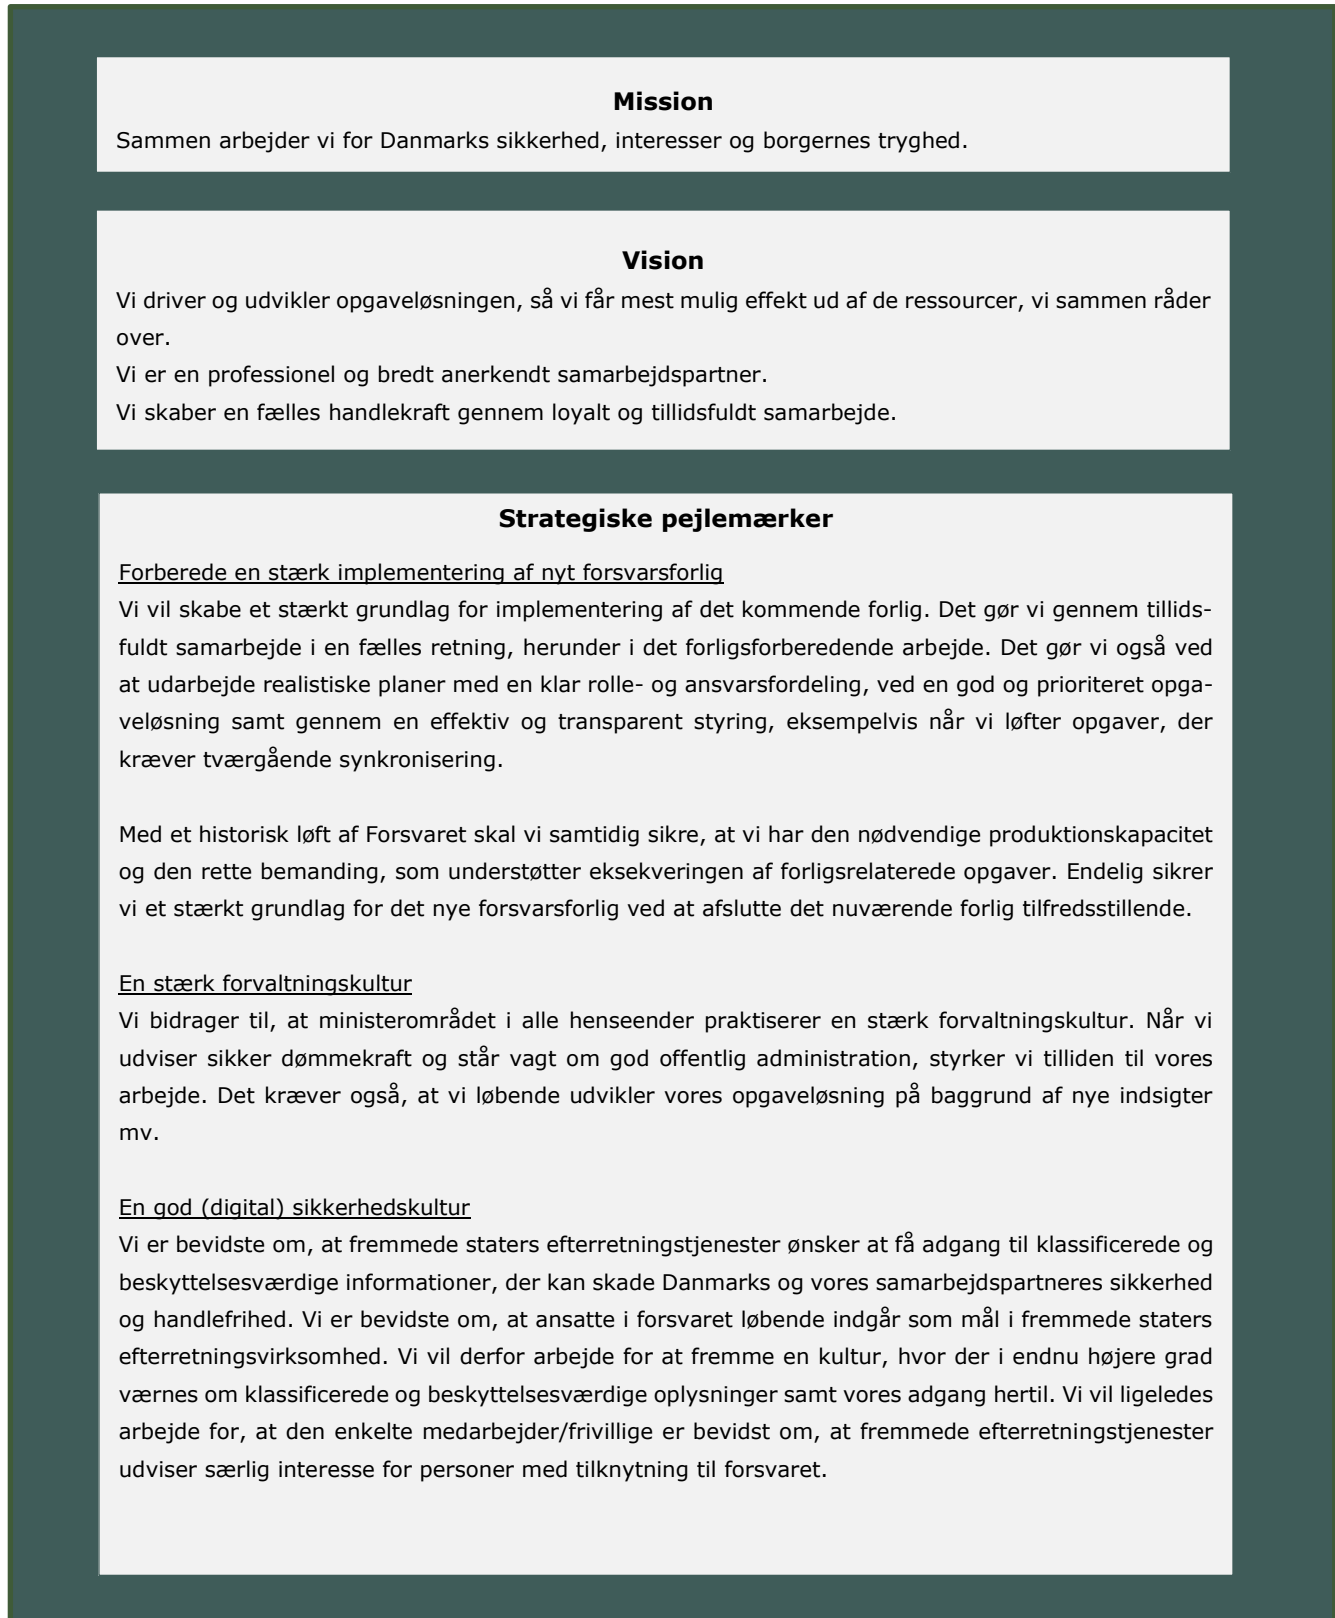 Mission
Sammen arbejder vi for Danmarks sikkerhed, interesser og borgernes tryghed.
Vision
Vi driver og udvikler opgaveløsningen, så vi får mest mulig effekt ud af de ressourcer, vi sammen råder
over.
Vi er en professionel og bredt anerkendt samarbejdspartner.
Vi skaber en fælles handlekraft gennem loyalt og tillidsfuldt samarbejde.
Strategiske pejlemærker
Forberede en stærk implementering af nyt forsvarsforlig
Vi vil skabe et stærkt grundlag for implementering af det kommende forlig. Det gør vi gennem tillids-
fuldt samarbejde i en fælles retning, herunder i det forligsforberedende arbejde. Det gør vi også ved
at udarbejde realistiske planer med en klar rolle- og ansvarsfordeling, ved en god og prioriteret opga-
veløsning samt gennem en effektiv og transparent styring, eksempelvis når vi løfter opgaver, der
kræver tværgående synkronisering.
Med et historisk løft af Forsvaret skal vi samtidig sikre, at vi har den nødvendige produktionskapacitet
og den rette bemanding, som understøtter eksekveringen af forligsrelaterede opgaver. Endelig sikrer
vi et stærkt grundlag for det nye forsvarsforlig ved at afslutte det nuværende forlig tilfredsstillende.
En stærk forvaltningskultur
Vi bidrager til, at ministerområdet i alle henseender praktiserer en stærk forvaltningskultur. Når vi
udviser sikker dømmekraft og står vagt om god offentlig administration, styrker vi tilliden til vores
arbejde. Det kræver også, at vi løbende udvikler vores opgaveløsning på baggrund af nye indsigter
mv.
En god (digital) sikkerhedskultur
Vi er bevidste om, at fremmede staters efterretningstjenester ønsker at få adgang til klassificerede og
beskyttelsesværdige informationer, der kan skade Danmarks og vores samarbejdspartneres sikkerhed
og handlefrihed. Vi er bevidste om, at ansatte i forsvaret løbende indgår som mål i fremmede staters
efterretningsvirksomhed. Vi vil derfor arbejde for at fremme en kultur, hvor der i endnu højere grad
værnes om klassificerede og beskyttelsesværdige oplysninger samt vores adgang hertil. Vi vil ligeledes
arbejde for, at den enkelte medarbejder/frivillige er bevidst om, at fremmede efterretningstjenester
udviser særlig interesse for personer med tilknytning til forsvaret.